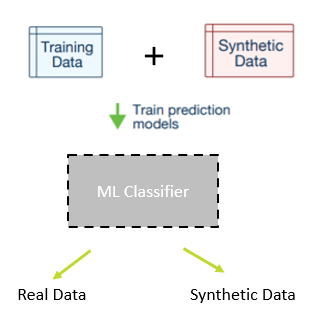 Training
Data
+
Synthetic
Data
Train prediction
models
ML Classifier
Real Data
Synthetic Data